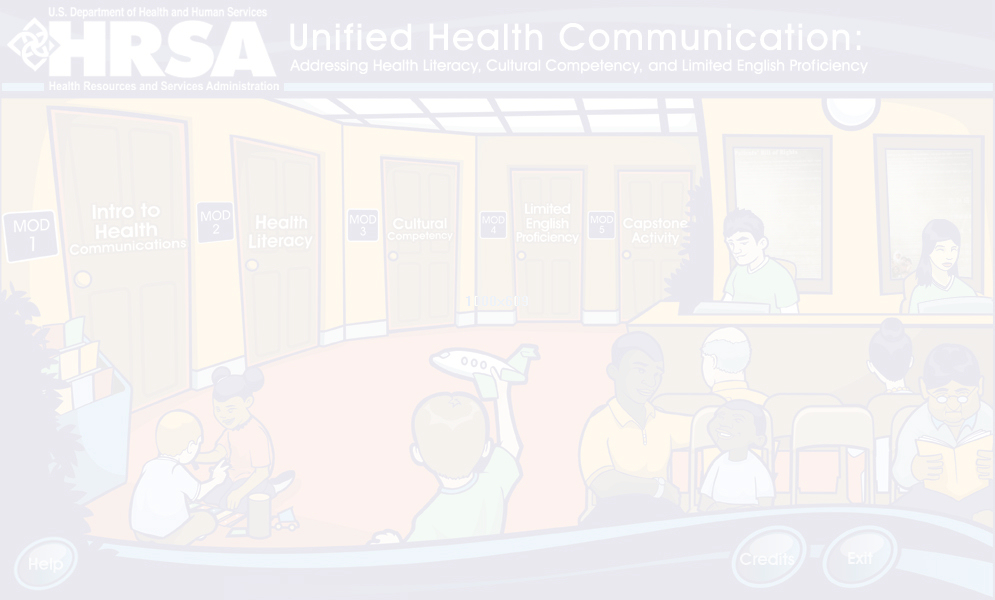 U.S. Department of Health and Human Services
HRSA
Health Resources and Services Administration
Unified Health Communication:
Addressing Health Literacy, Cultural Competency, and Limited English Proficiency
MOD
1
Intro to
Health
Communications
MOD
2
Health
Literacy
MOD
3
Cultural
Competency
MOD
4
Limited
English
Proficiency
MOD
5
Capstone
Activity
Help
Credits
Exit